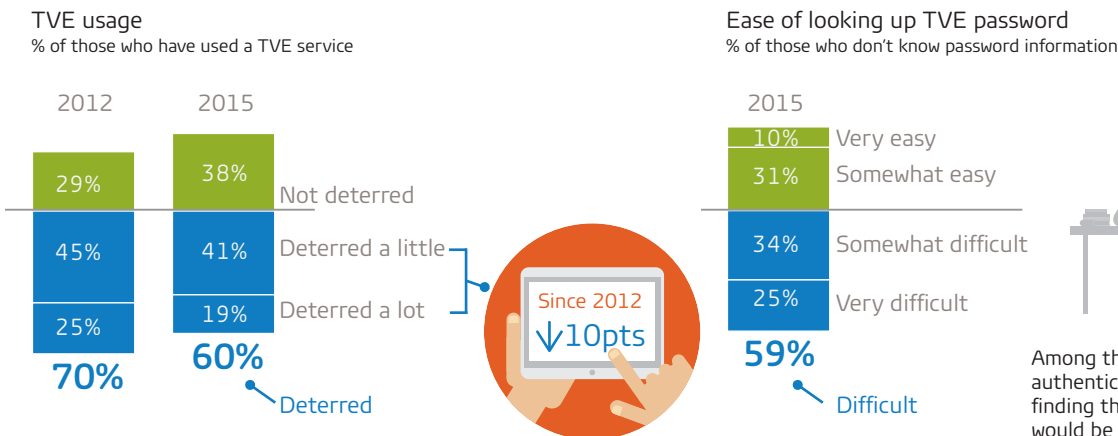 TVE usage
% of those who have used a TVE service
2012
2015
29%
38%
Not deterred
45%
41%
Deterred a little
25%
19%
Deterred a lot
70%
60%
Deterred
Since 2012
↓10pts
Ease of looking up TVE password
% of those who don't know password information
2015
10%
Very easy
31%
Somewhat easy
34%
Somewhat difficult
25%
Very difficult
59%
Difficult
Among th
authentic
finding th
would be